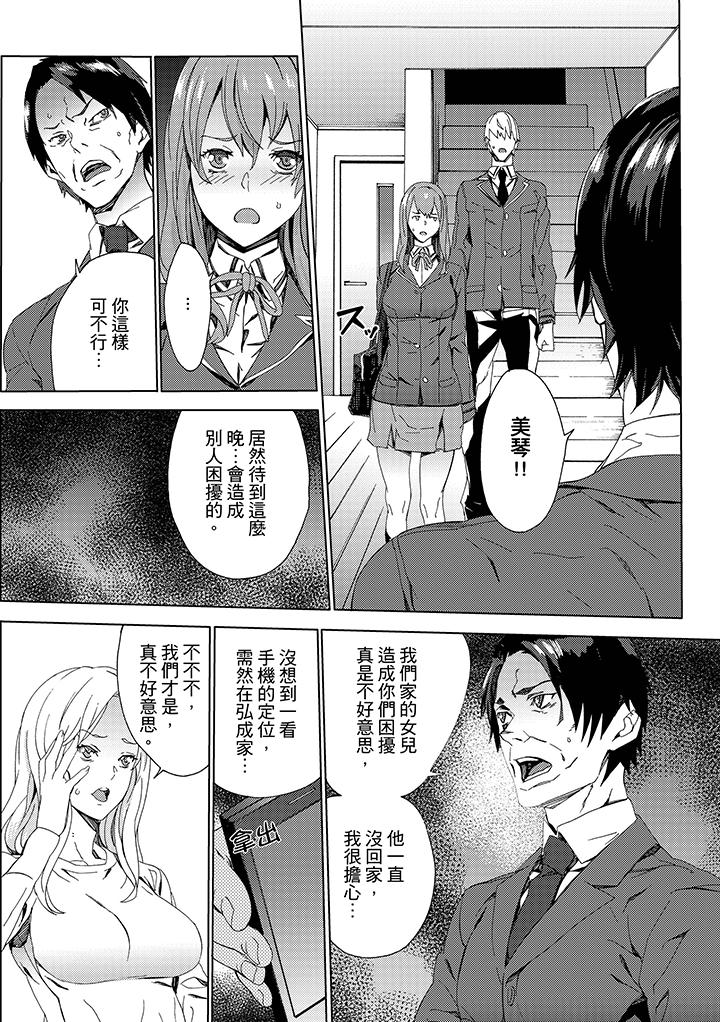 美琴!!
スッ
…
你這樣
可不行…
居然待到這麼
晚…會造成
別人困擾的。
我們家的女兒
造成你們困擾
真是不好意思，
他一直
沒回家，
我很擔心…
沒想到一看
手機的定位，
需然在弘成家…
拿出
不不不，
我們才是，
真不好意思。